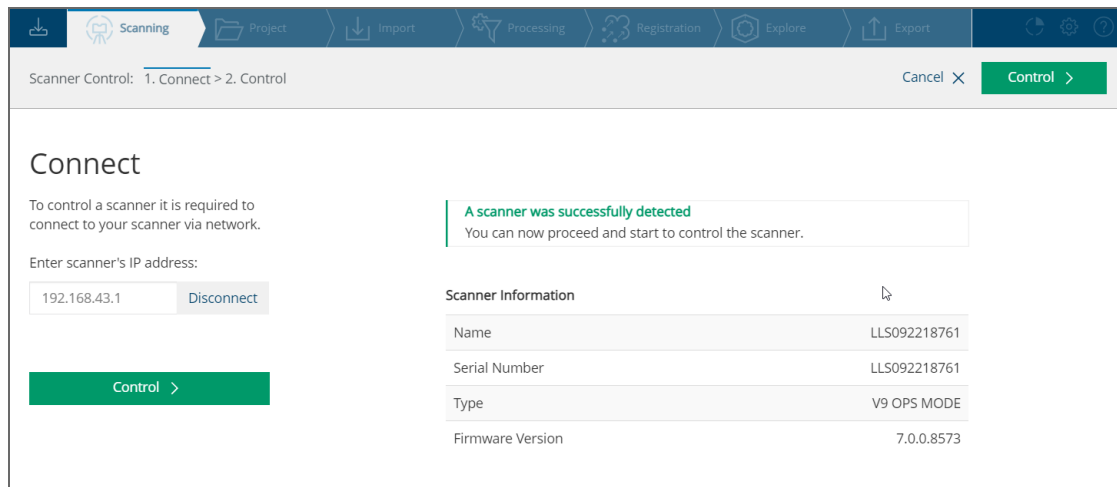 Scanning
Project
Import
Processing
Registration
Explore
Export
Scanner Control: 1. Connect > 2. Control
Cancel
Control
Connect
To control a scanner it is required to
connect to your scanner via network.
Enter scanner's IP address:
192.168.43.1 Disconnect
Control
A scanner was successfully detected
You can now proceed and start to control the scanner.
Scanner Information
Name LLS092218761
Serial Number LLS092218761
Type V9 OPS MODE
Firmware Version 7.0.0.8573